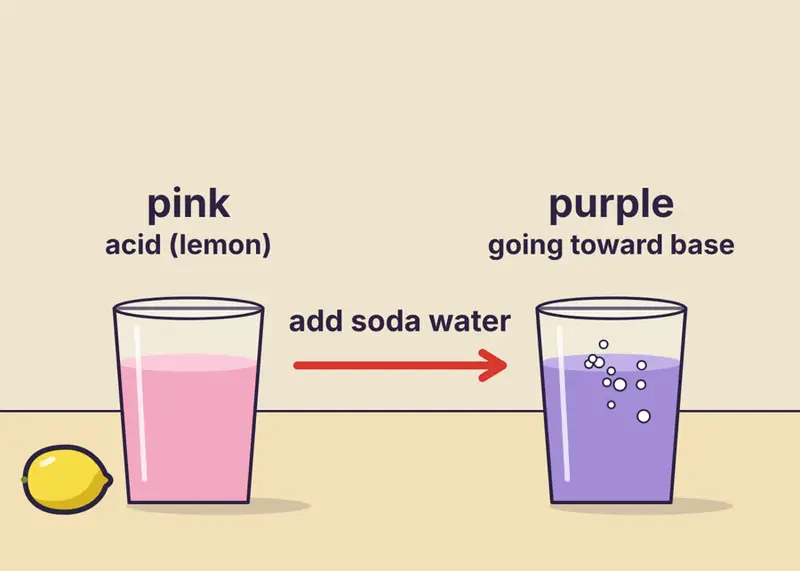 pink
acid (lemon)
purple
going toward base
add soda water